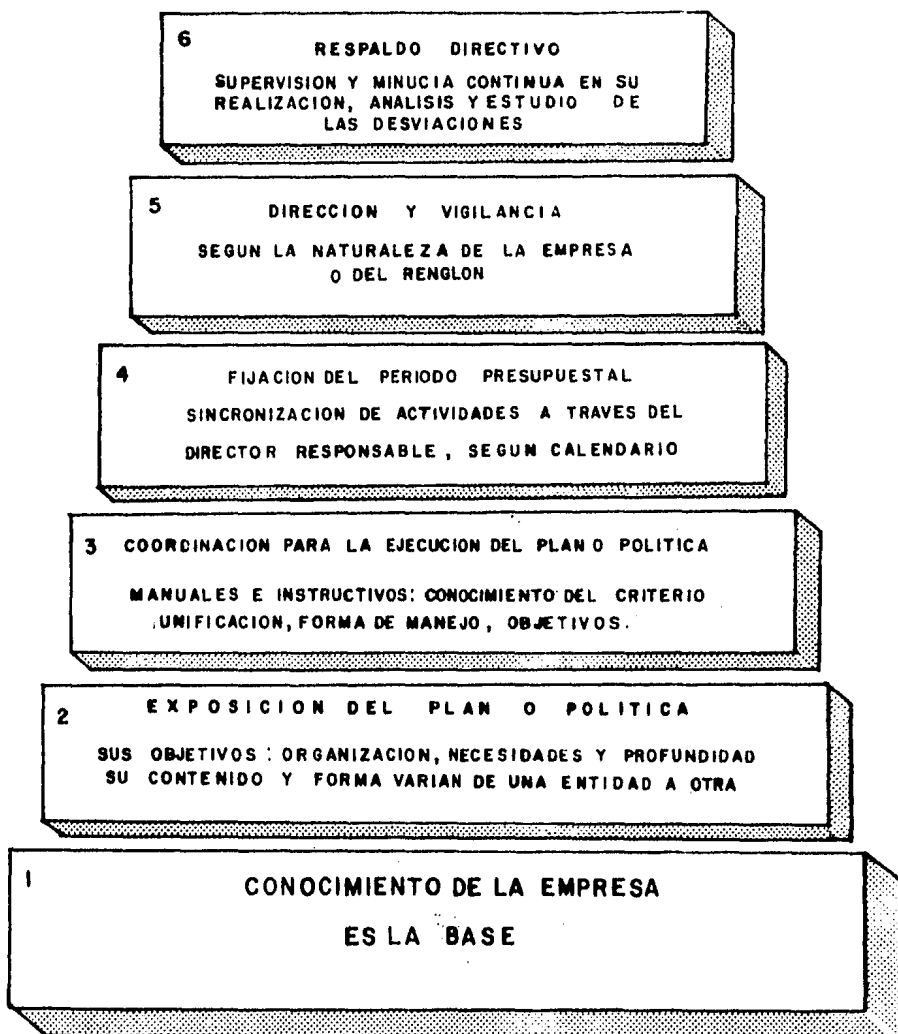 6
RESPALDO DIRECTIVO
SUPERVISION Y MINUCIA CONTINUA EN SU
REALIZACION, ANALISIS Y ESTUDIO DE
LAS DESVIACIONES
5
DIRECCION Y VIGILANCIA
SEGUN LA NATURALEZA DE LA EMPRESA
O DEL RENGLON
4
FIJACION DEL PERIODO PRESUPUESTAL
SINCRONIZACION DE ACTIVIDADES A TRAVES DEL
DIRECTOR RESPONSABLE, SEGUN CALENDARIO
3 COORDINACION PARA LA EJECUCION DEL PLAN O POLITICA
MANUALES E INSTRUCTIVOS: CONOCIMIENTO DEL CRITERIO
UNIFICACION, FORMA DE MANEJO, OBJETIVOS.
2
EXPOSICION DEL PLAN O POLITICA
SUS OBJETIVOS: ORGANIZACION, NECESIDADES Y PROFUNDIDAD
SU CONTENIDO Y FORMA VARIAN DE UNA ENTIDAD A OTRA
1
CONOCIMIENTO DE LA EMPRESA
ES LA BASE